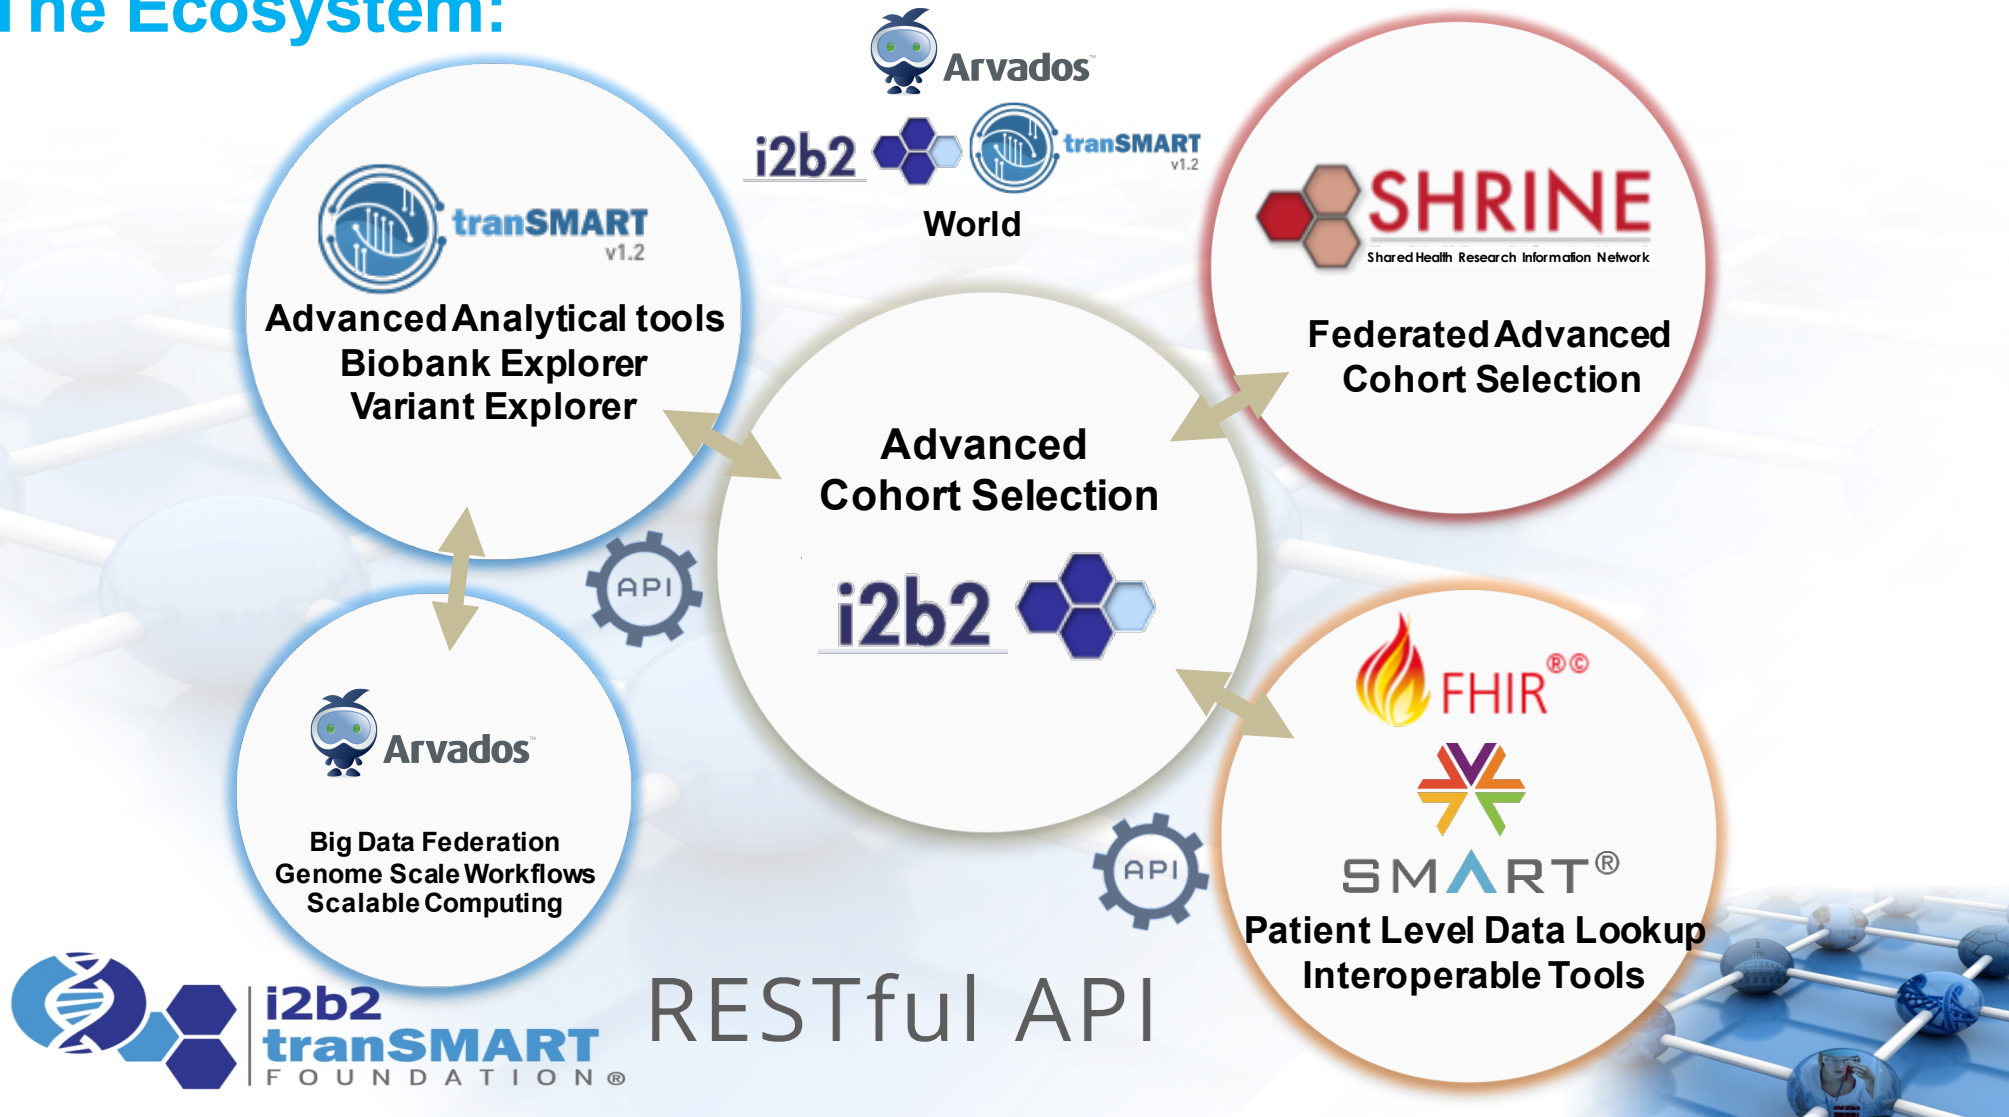 The Ecosystem:
Arvados™
i2b2
tranSMART
v1.2
World
tranSMART
v1.2
Advanced Analytical tools
Biobank Explorer
Variant Explorer
SHRINE
Shared Health Research Information Network
Federated Advanced
Cohort Selection
Advanced
Cohort Selection
i2b2
API
Arvados™
Big Data Federation
Genome Scale Workflows
Scalable Computing
FHIR®©
SMART®
Patient Level Data Lookup
Interoperable Tools
API
RESTful API
i2b2
tranSMART
FOUNDATION®